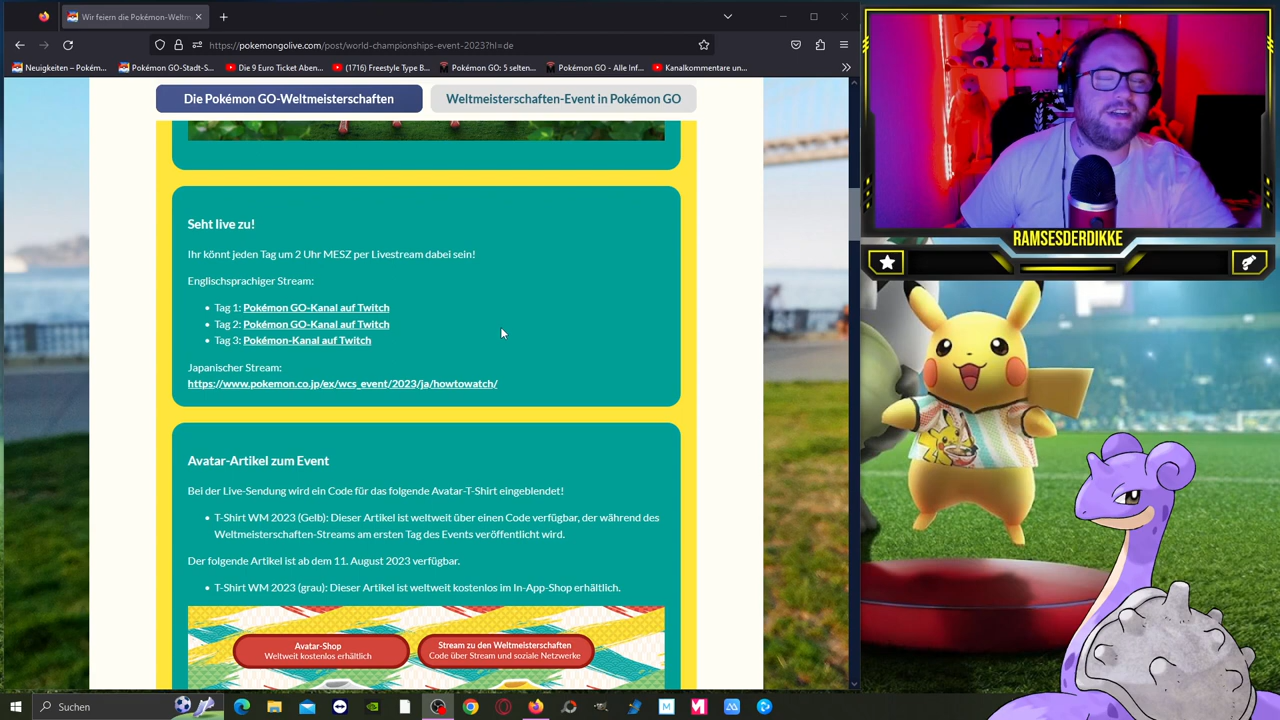 Wir feiern die Pokémon-Weltm
https://pokemongolive.com/post/world-championships-event-2023?hl=de
Neuigkeiten – Pokém...
Pokémon GO-Stadt-S...
Die 9 Euro Ticket Aben...
(1716) Freestyle Type B...
Pokémon GO: 5 selten...
Pokémon GO - Alle Inf...
Kanalkommentare un...
Die Pokémon GO-Weltmeisterschaften
Weltmeisterschaften-Event in Pokémon GO
Seht live zu!
Ihr könnt jeden Tag um 2 Uhr MESZ per Livestream dabei sein!
Englischsprachiger Stream:
• Tag 1: Pokémon GO-Kanal auf Twitch
• Tag 2: Pokémon GO-Kanal auf Twitch
• Tag 3: Pokémon-Kanal auf Twitch
Japanischer Stream:
https://www.pokemon.co.jp/ex/wcs_event/2023/ja/howtowatch/
Avatar-Artikel zum Event
Bei der Live-Sendung wird ein Code für das folgende Avatar-T-Shirt eingeblendet!
• T-Shirt WM 2023 (Gelb): Dieser Artikel ist weltweit über einen Code verfügbar, der während des
Weltmeisterschaften-Streams am ersten Tag des Events veröffentlicht wird.
Der folgende Artikel ist ab dem 11. August 2023 verfügbar.
• T-Shirt WM 2023 (grau): Dieser Artikel ist weltweit kostenlos im In-App-Shop erhältlich.
Avatar-Shop
Weltweit kostenlos erhältlich
Stream zu den Weltmeisterschaften
Code über Stream und soziale Netzwerke
RAMSESDERDIKKE
Suchen